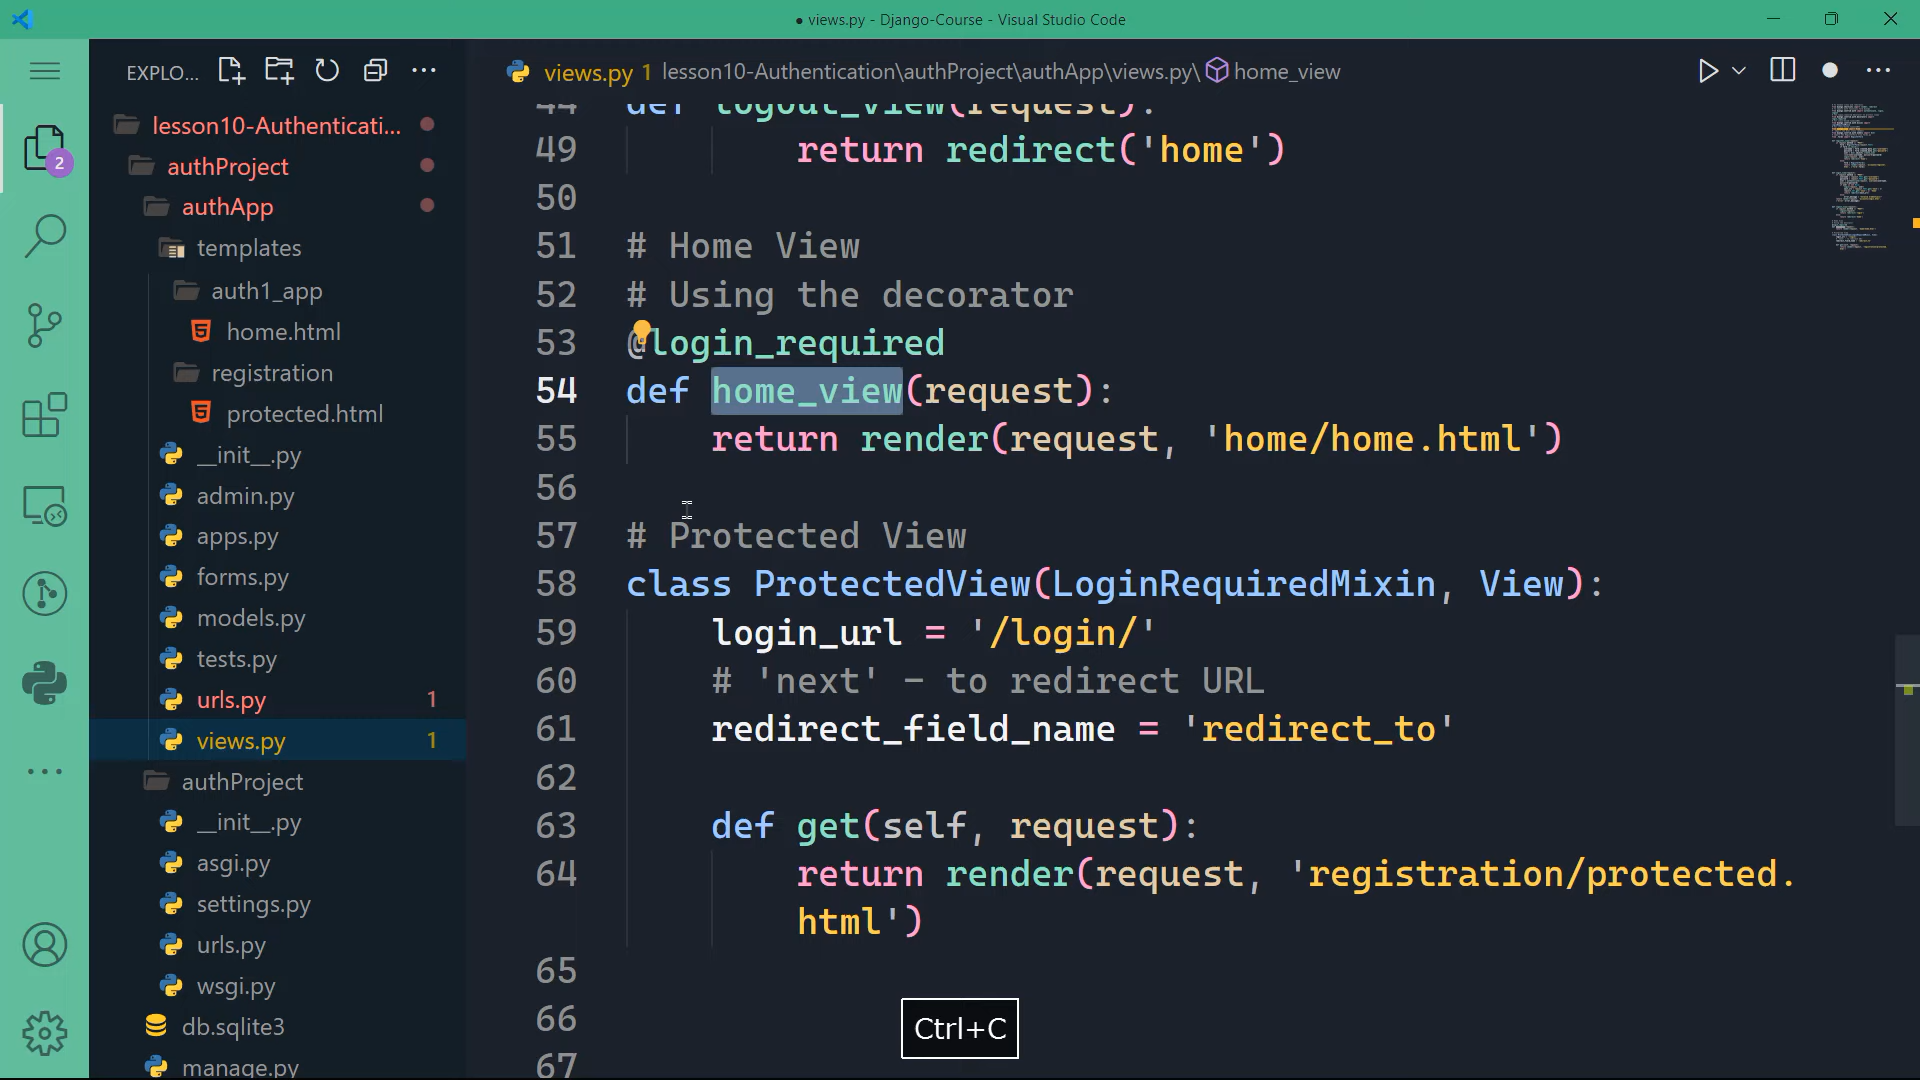 ● views.py - Django-Course - Visual Studio Code
EXPLO...
2
lesson10-Authenticati...
authProject
authApp
templates
auth1_app
home.html
registration
protected.html
__init__.py
admin.py
apps.py
forms.py
models.py
tests.py
urls.py 1
views.py 1
authProject
__init__.py
asgi.py
settings.py
urls.py
wsgi.py
db.sqlite3
manage.py
views.py 1 lesson10-Authentication\authProject\authApp\views.py\ home_view
44 def logout_view(request):
49 return redirect('home')
50
51 # Home View
52 # Using the decorator
53 @login_required
54 def home_view(request):
55 return render(request, 'home/home.html')
56
57 # Protected View
58 class ProtectedView(LoginRequiredMixin, View):
59 login_url = '/login/'
60 # 'next' - to redirect URL
61 redirect_field_name = 'redirect_to'
62
63 def get(self, request):
64 return render(request, 'registration/protected.
html')
65
66
67
Ctrl+C